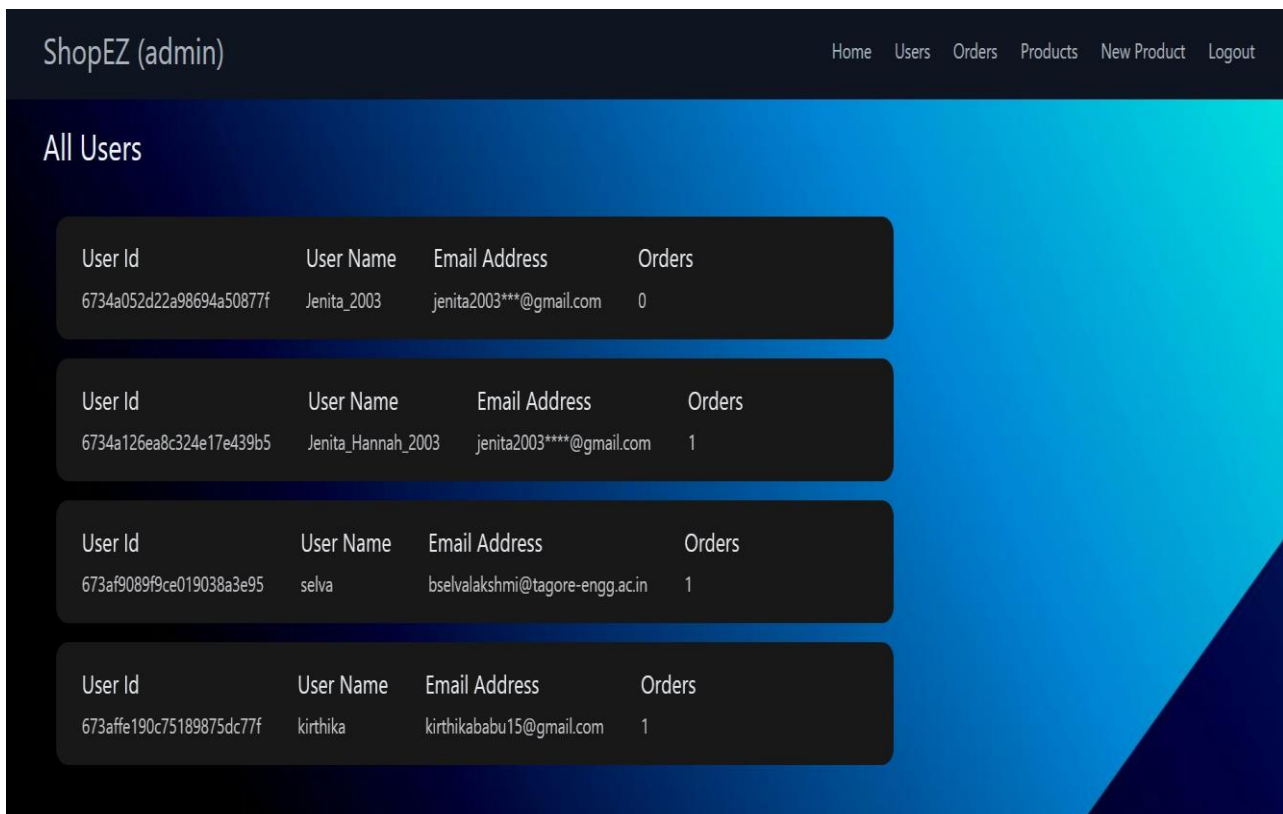 ShopEZ (admin) Home Users Orders Products New Product Logout
All Users
User Id User Name Email Address Orders
6734a052d22a98694a50877f Jenita_2003 jenita2003***@gmail.com 0
User Id User Name Email Address Orders
6734a126ea8c324e17e439b5 Jenita_Hannah_2003 jenita2003****@gmail.com 1
User Id User Name Email Address Orders
673af9089f9ce019038a3e95 selva bselvalakshmi@tagore-engg.ac.in 1
User Id User Name Email Address Orders
673affe190c75189875dc77f kirthika kirthikababu15@gmail.com 1